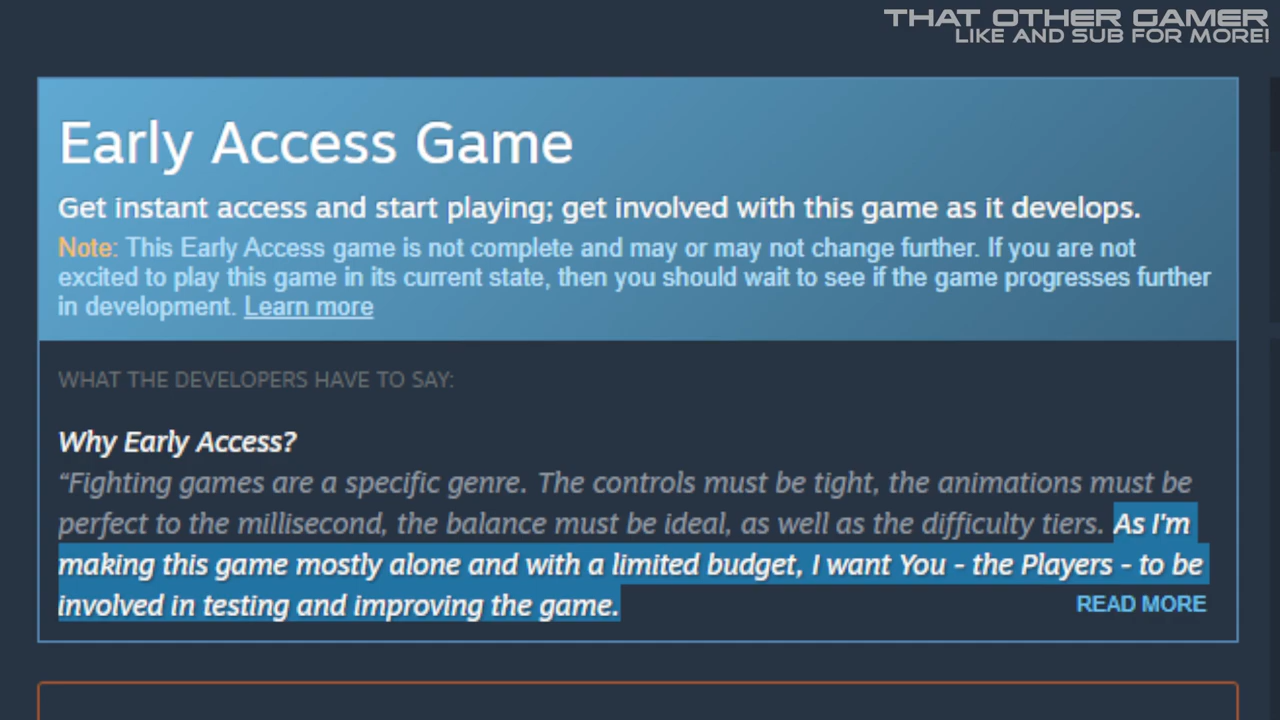 THAT OTHER GAMER
LIKE AND SUB FOR MORE!
Early Access Game
Get instant access and start playing; get involved with this game as it develops.
Note: This Early Access game is not complete and may or may not change further. If you are not
excited to play this game in its current state, then you should wait to see if the game progresses further
in development. Learn more
WHAT THE DEVELOPERS HAVE TO SAY:
Why Early Access?
“Fighting games are a specific genre. The controls must be tight, the animations must be
perfect to the millisecond, the balance must be ideal, as well as the difficulty tiers. As I'm
making this game mostly alone and with a limited budget, I want You - the Players - to be
involved in testing and improving the game.
READ MORE